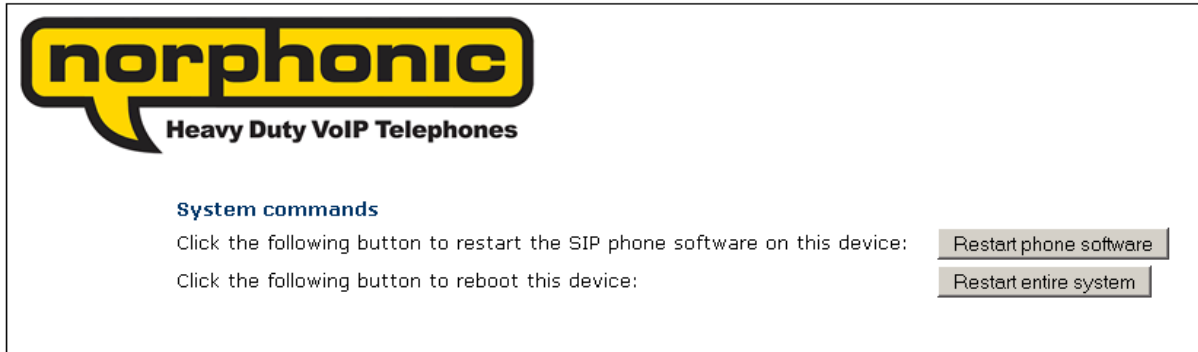 norphonic
Heavy Duty VoIP Telephones
System commands
Click the following button to restart the SIP phone software on this device: Restart phone software
Click the following button to reboot this device: Restart entire system